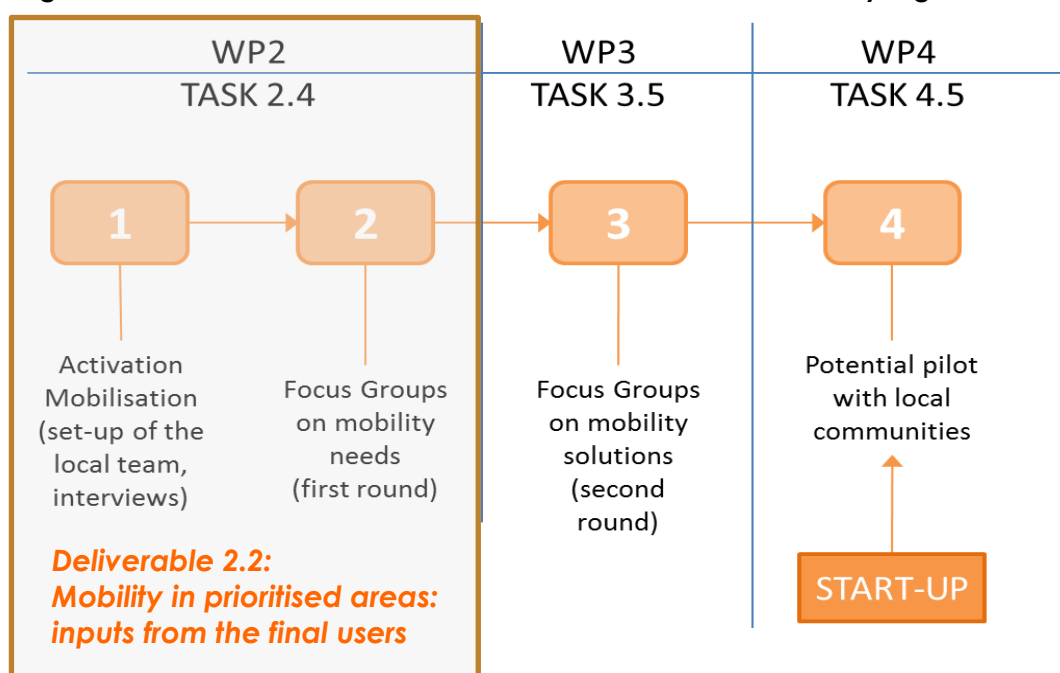 WP2
WP3
WP4
TASK 2.4
TASK 3.5
TASK 4.5
1
2
3
4
Activation
Mobilisation
(set-up of the
local team,
interviews)
Focus Groups
on mobility
needs
(first round)
Focus Groups
on mobility
solutions
(second
round)
Potential pilot
with local
communities
Deliverable 2.2:
Mobility in prioritised areas:
inputs from the final users
START-UP